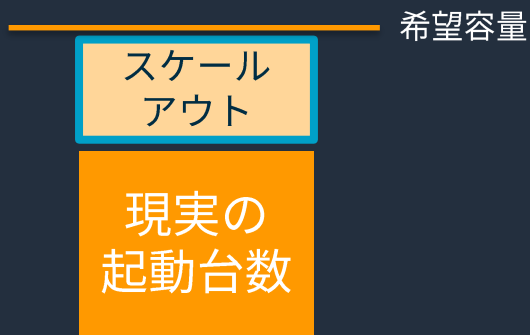 希望容量
スケール
アウト
現実の
起動台数